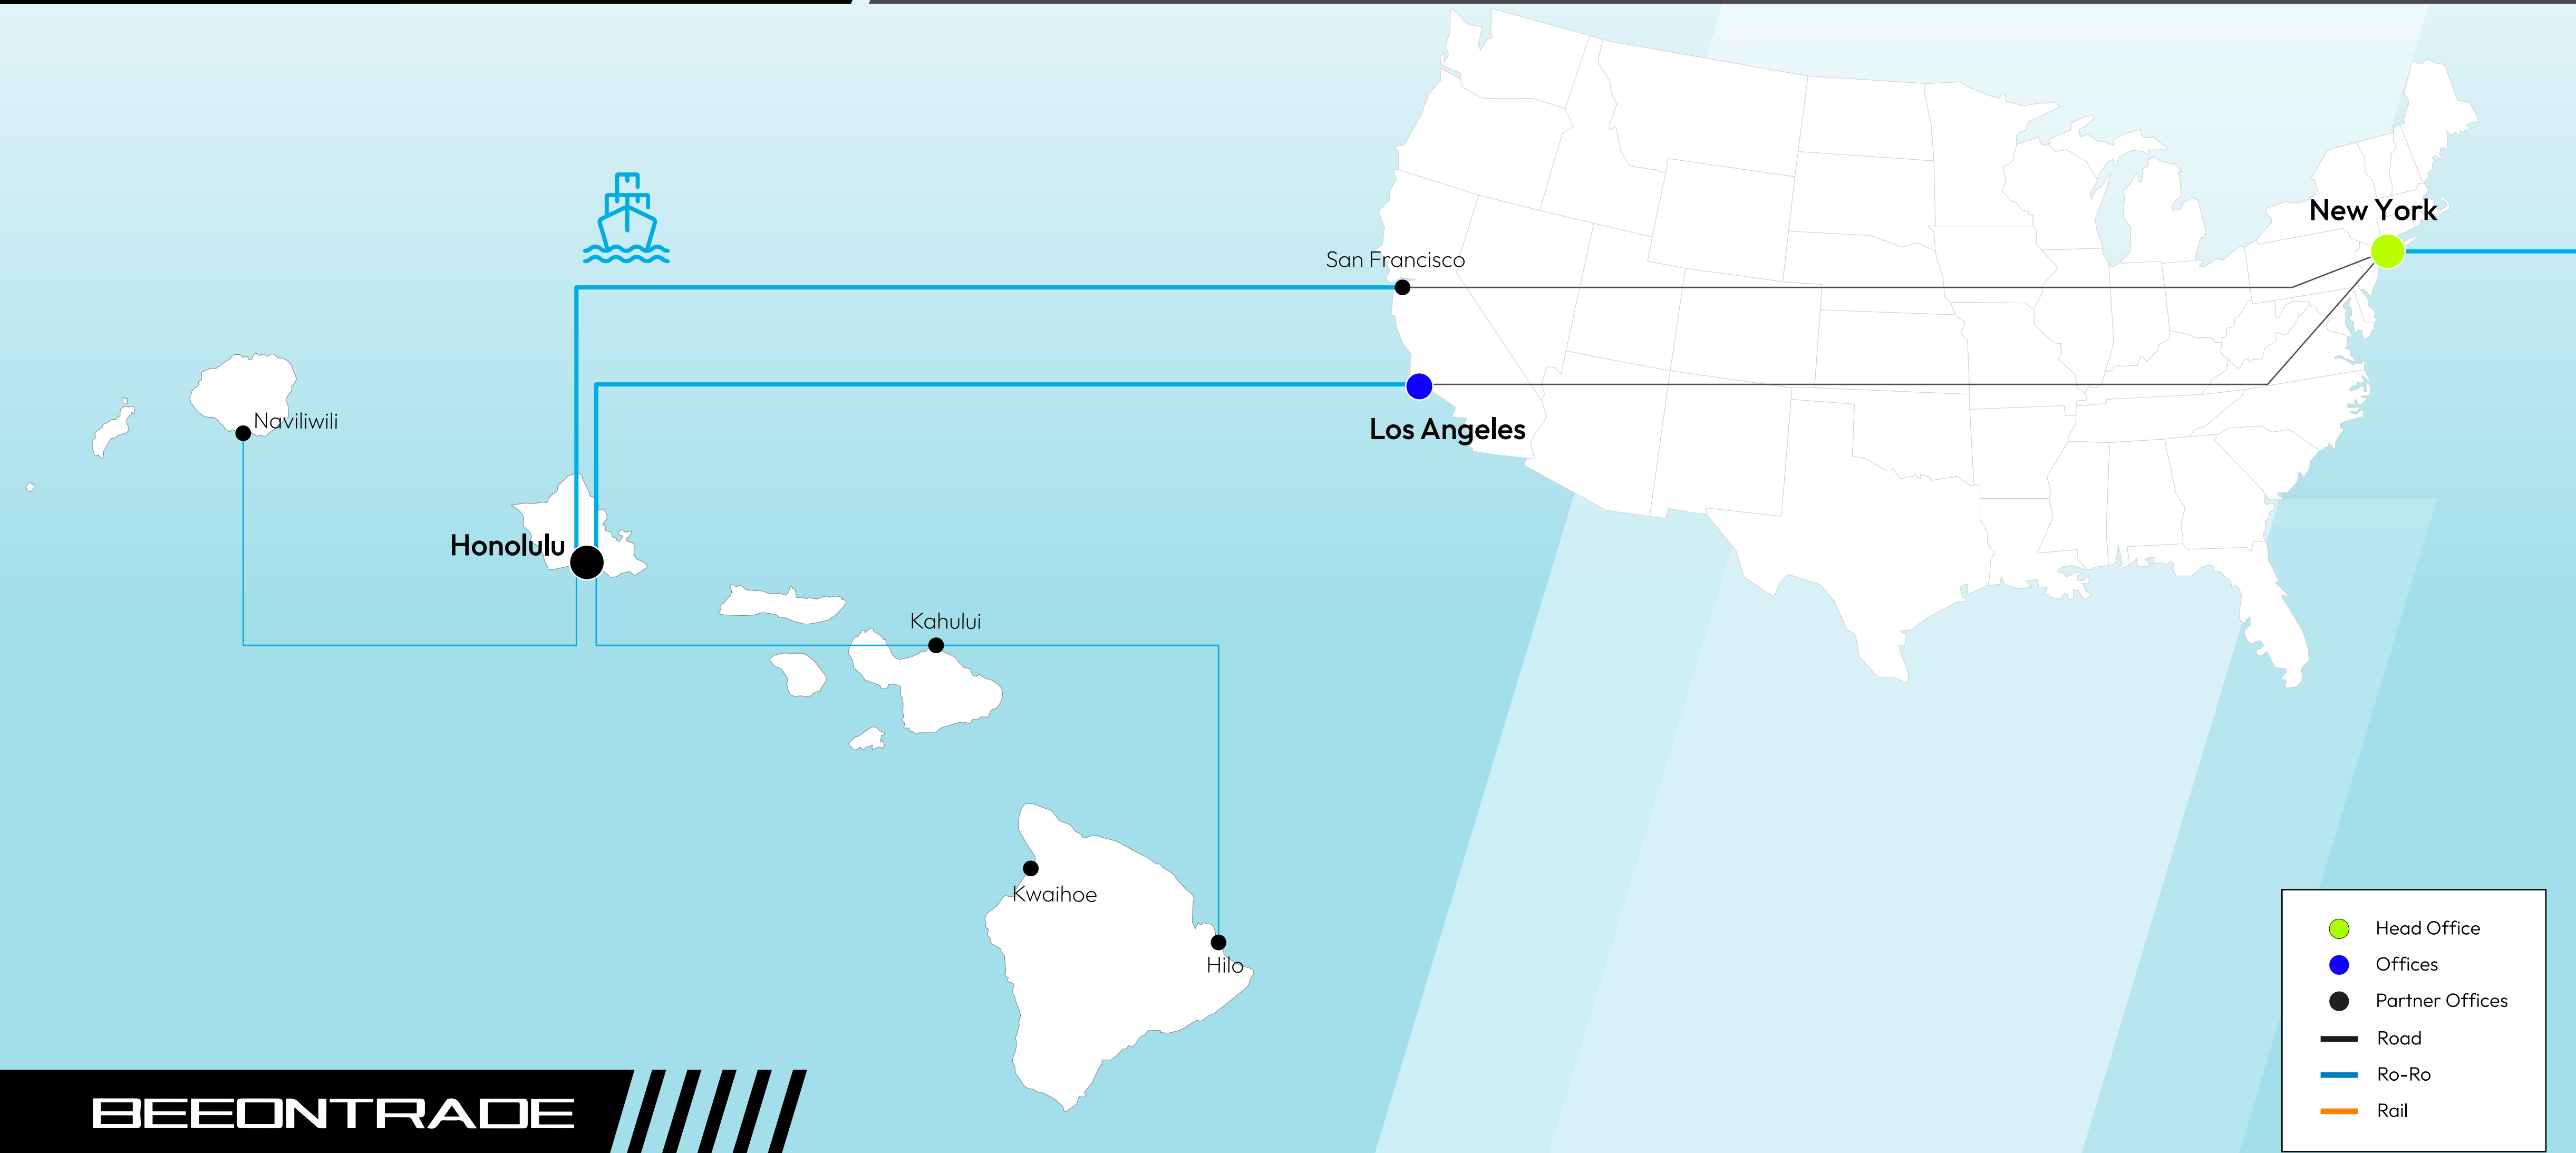 New York
San Francisco
Los Angeles
Naviliwili
Honolulu
Kahului
Kwaihoe
Hilo
Head Office
Offices
Partner Offices
Road
Ro-Ro
Rail
BEEONTRADE